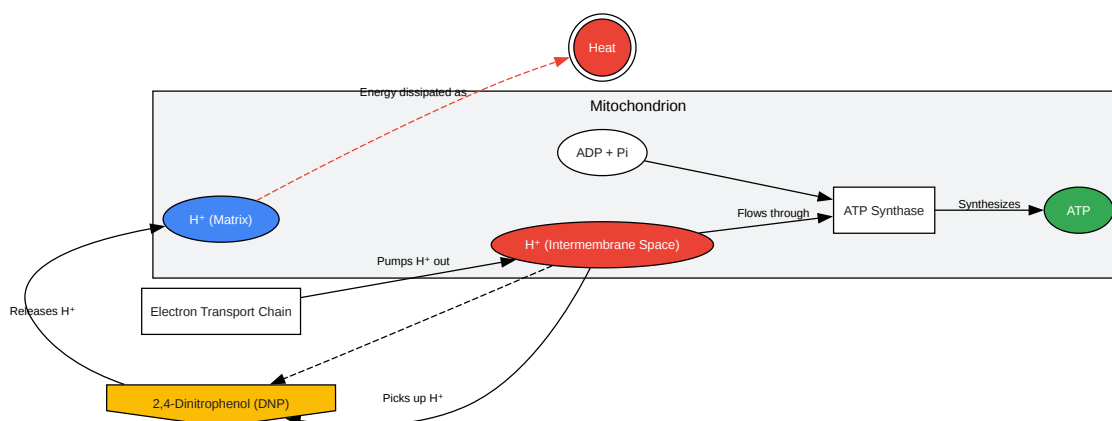 Heat
Energy dissipated as
Mitochondrion
ADP + Pi
H⁺ (Matrix)
Flows through
ATP Synthase
Synthesizes
ATP
H⁺ (Intermembrane Space)
Pumps H⁺ out
Electron Transport Chain
Releases H⁺
2,4-Dinitrophenol (DNP)
Picks up H⁺